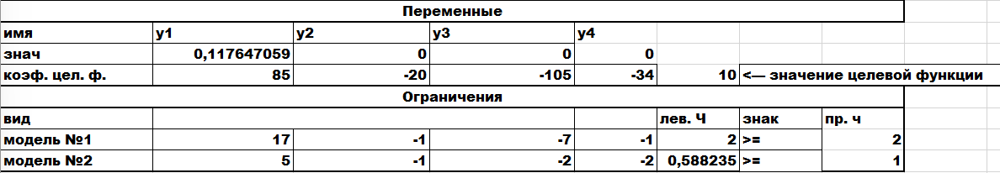 Переменные
имя y1 y2 y3 y4
знач 0,117647059 0 0 0
коэф. цел. ф. 85 -20 -105 -34 10 <— значение целевой функции
Ограничения
вид лев. Ч знак пр. ч
модель №1 17 -1 -7 -1 2 >= 2
модель №2 5 -1 -2 -2 0,588235 >= 1